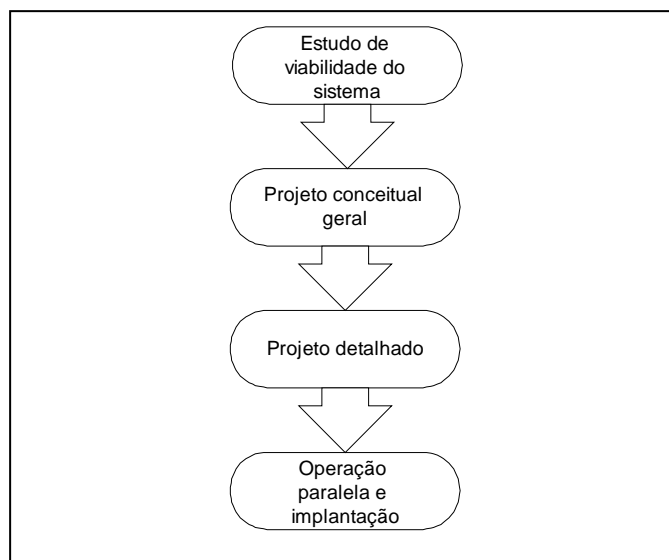 Estudo de
viabilidade do
sistema
Projeto conceitual
geral
Projeto detalhado
Operação
paralela e
implantação